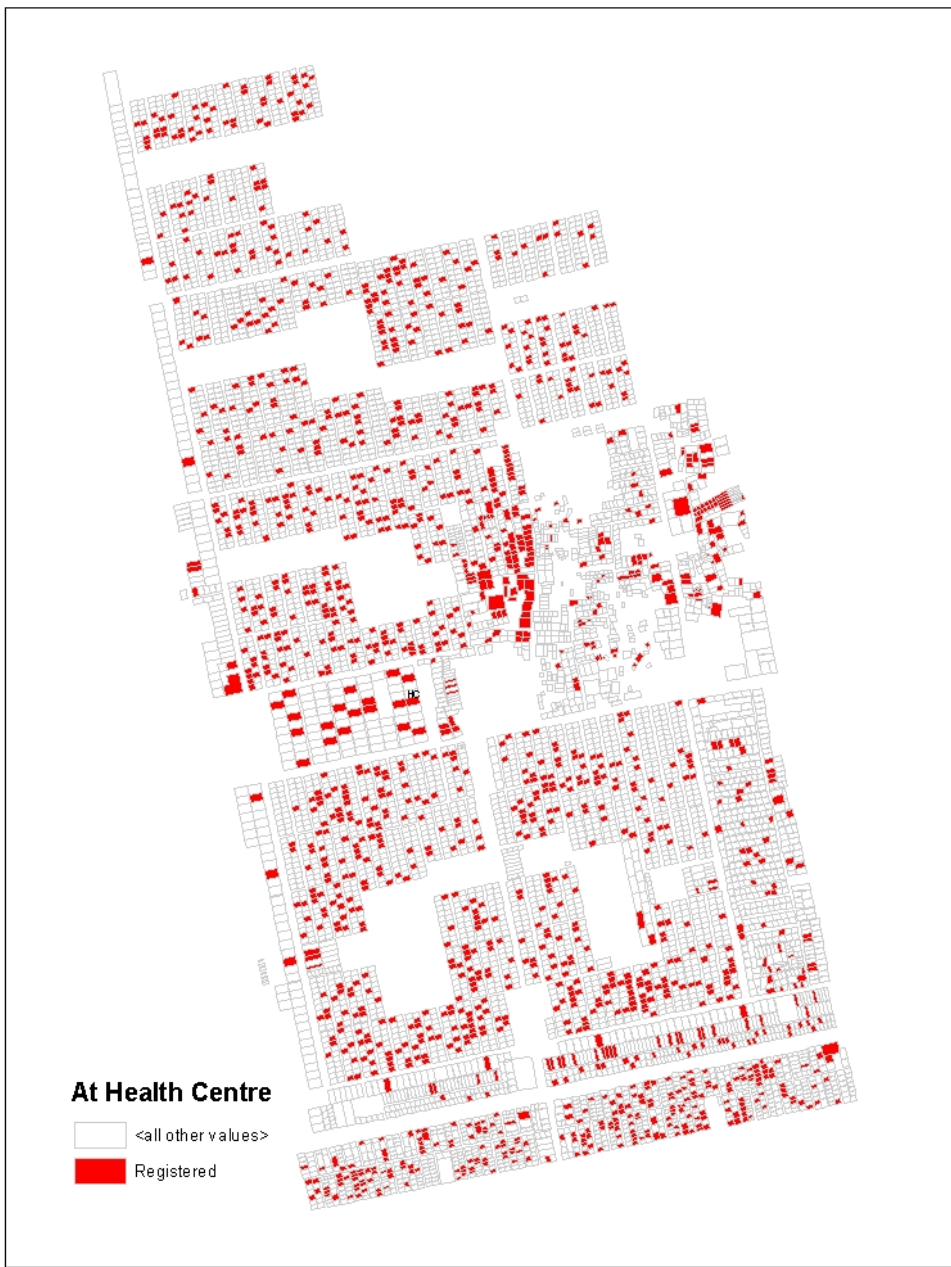 HC
At Health Centre
<all other values>
Registered